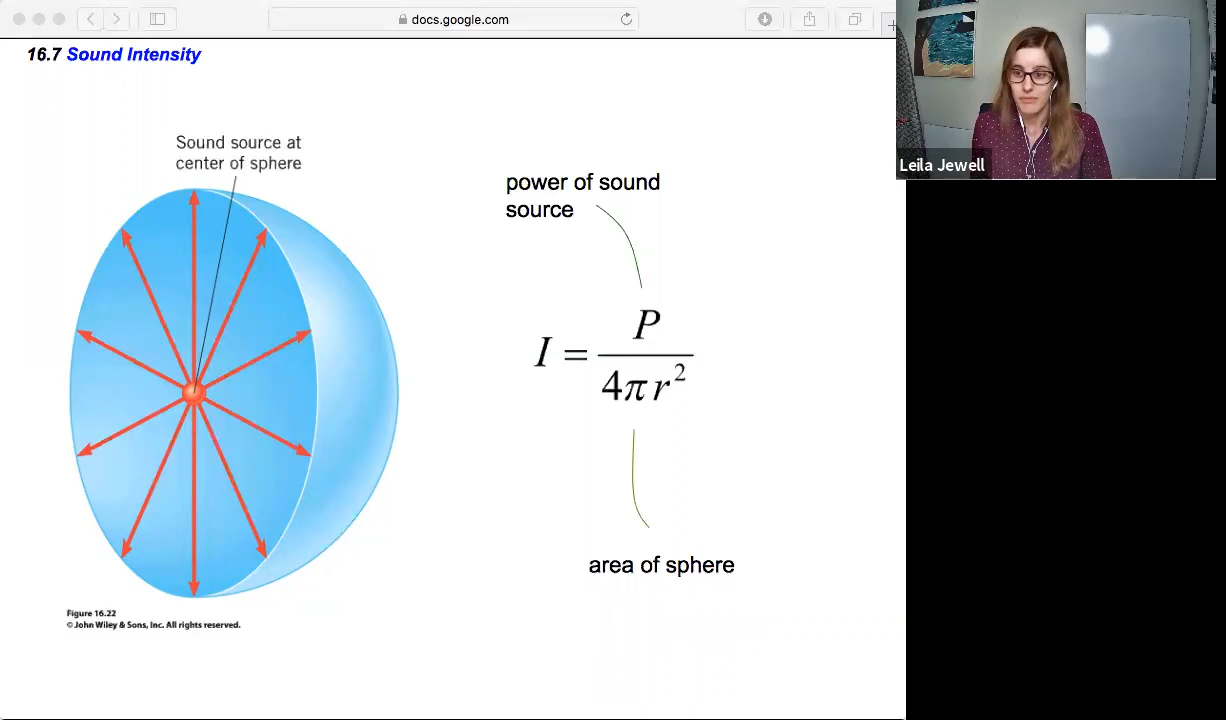 docs.google.com
16.7 Sound Intensity
Sound source at
center of sphere
power of sound
source
I = P / 4πr²
area of sphere
Figure 16.22
© John Wiley & Sons, Inc. All rights reserved.
Leila Jewell